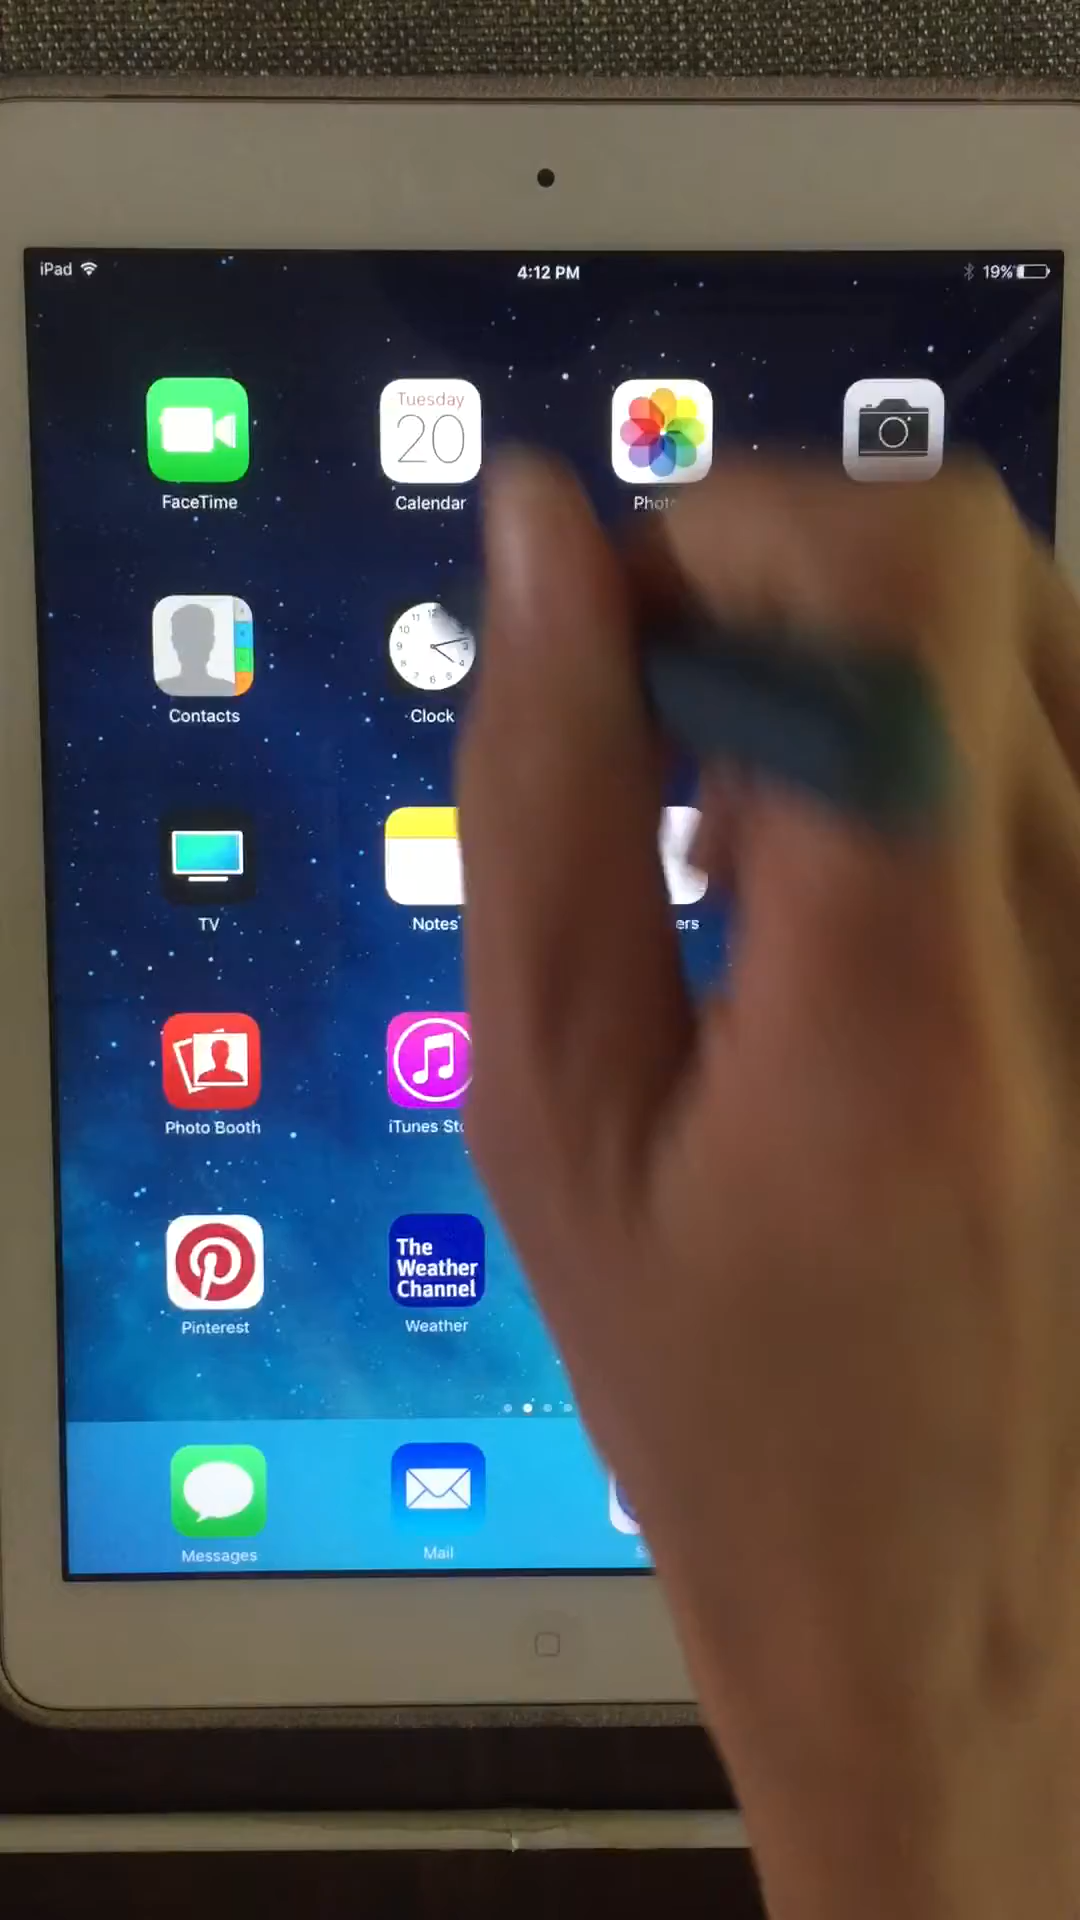 iPad 4:12 PM 19%
Tuesday
20
FaceTime Calendar
Contacts Clock
TV Notes
Photo Booth iTunes
Pinterest
The
Weather
Channel
Weather
Messages Mail